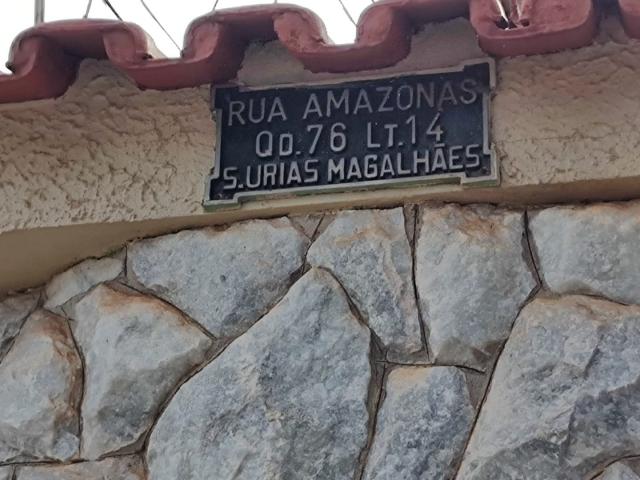 RUA AMAZONAS
QD.76 LT.14
S.URIAS MAGALHÃES